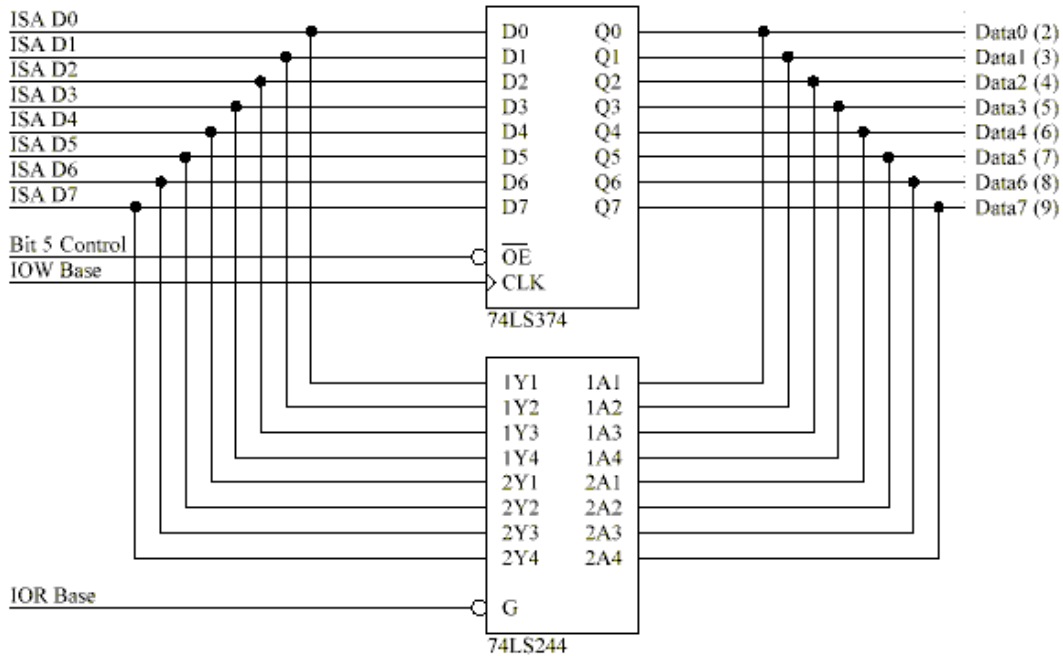 ISA D0
ISA D1
ISA D2
ISA D3
ISA D4
ISA D5
ISA D6
ISA D7
Bit 5 Control
IOW Base
D0 Q0
D1 Q1
D2 Q2
D3 Q3
D4 Q4
D5 Q5
D6 Q6
D7 Q7
OE
CLK
74LS374
Data0 (2)
Data1 (3)
Data2 (4)
Data3 (5)
Data4 (6)
Data5 (7)
Data6 (8)
Data7 (9)
1Y1 1A1
1Y2 1A2
1Y3 1A3
1Y4 1A4
2Y1 2A1
2Y2 2A2
2Y3 2A3
2Y4 2A4
IOR Base
G
74LS244